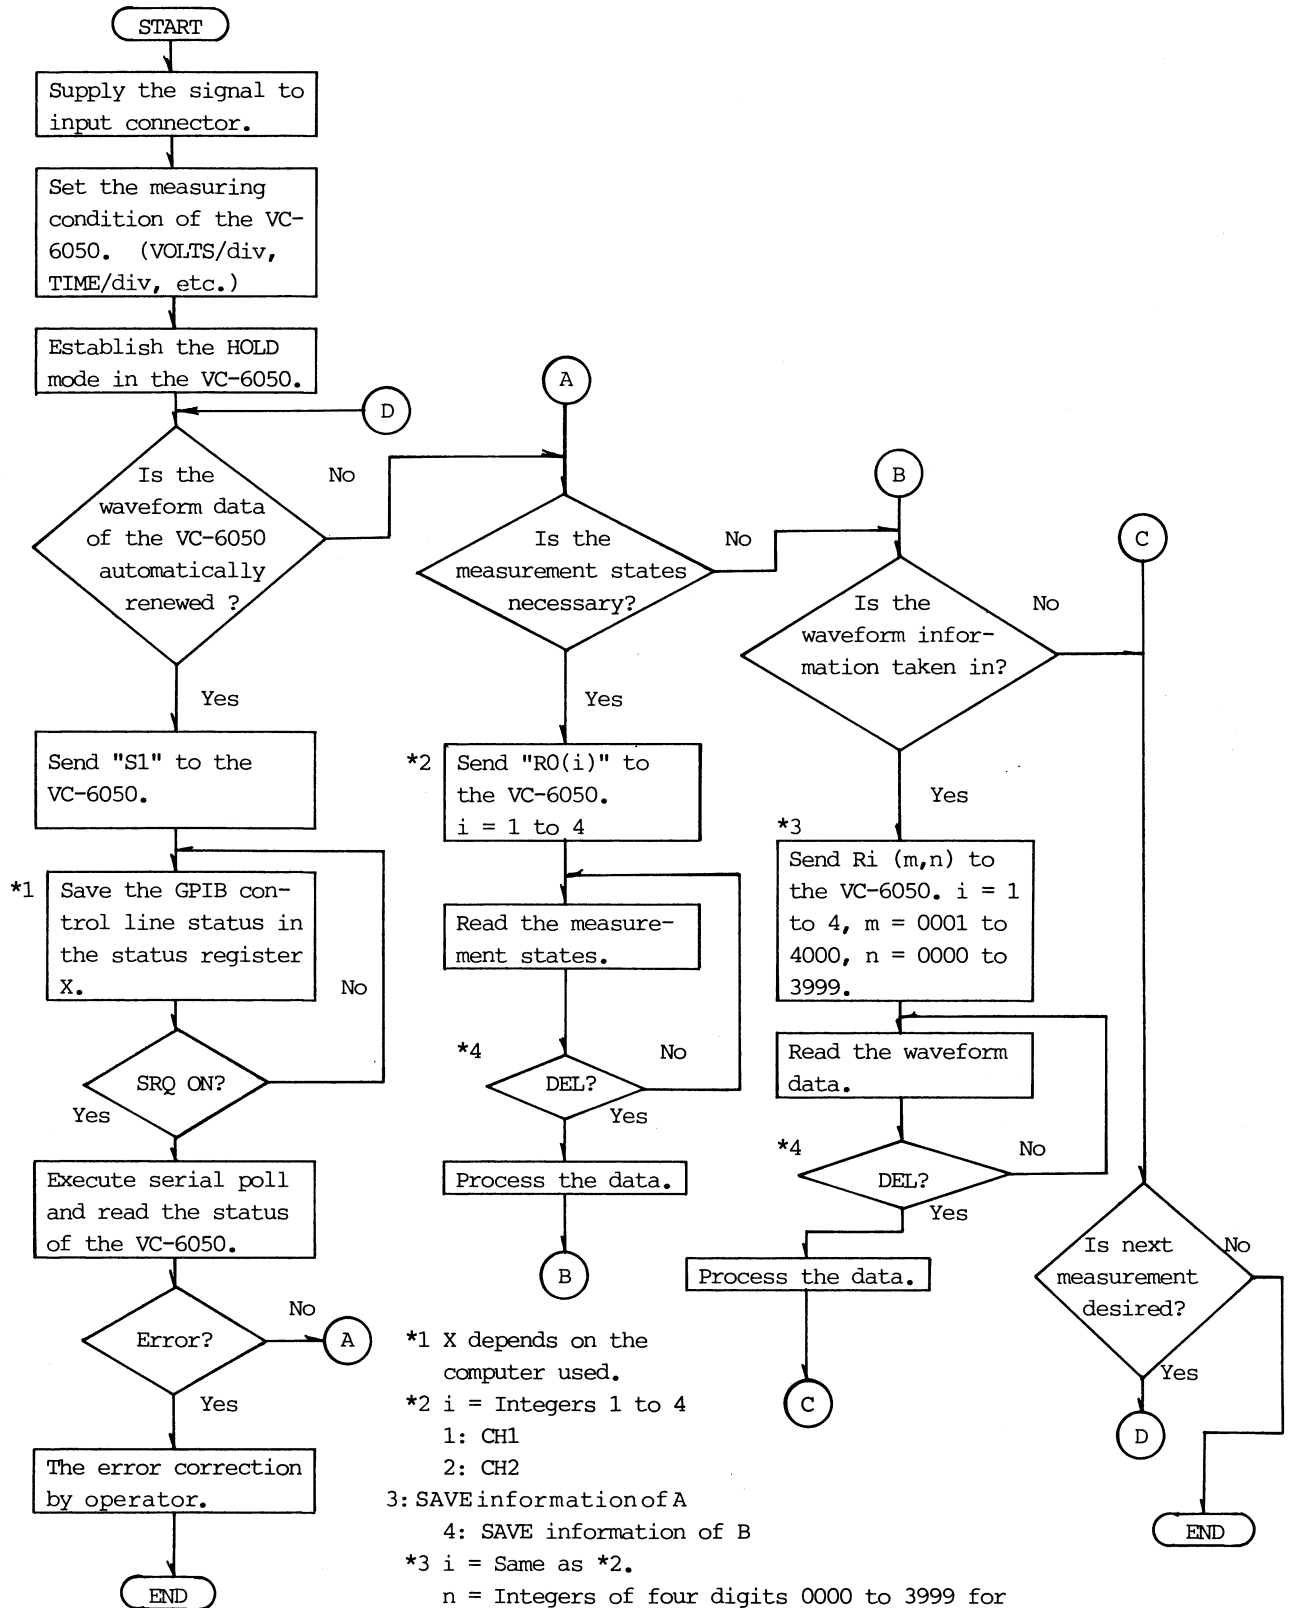 START
Supply the signal to
input connector.
Set the measuring
condition of the VC-
6050.  (VOLTS/div,
TIME/div, etc.)
Establish the HOLD
mode in the VC-6050.
D
Is the
waveform data
of the VC-6050
automatically
renewed ?
No
Yes
Send "S1" to the
VC-6050.
*1
Save the GPIB con-
trol line status in
the status register
X.
No
SRQ ON?
Yes
Execute serial poll
and read the status
of the VC-6050.
Error?
No
A
Yes
The error correction
by operator.
END
A
Is the
measurement states
necessary?
No
Yes
*2
Send "R0(i)" to
the VC-6050.
i = 1 to 4
Read the measure-
ment states.
*4
DEL?
No
Yes
Process the data.
B
B
Is the
waveform infor-
mation taken in?
No
Yes
*3
Send Ri (m,n) to
the VC-6050. i = 1
to 4, m = 0001 to
4000, n = 0000 to
3999.
Read the waveform
data.
*4
DEL?
No
Yes
Process the data.
C
C
Is next
measurement
desired?
No
Yes
D
END
*1 X depends on the
computer used.
*2 i = Integers 1 to 4
1: CH1
2: CH2
3: SAVE information of A
4: SAVE information of B
*3 i = Same as *2.
n = Integers of four digits 0000 to 3999 for